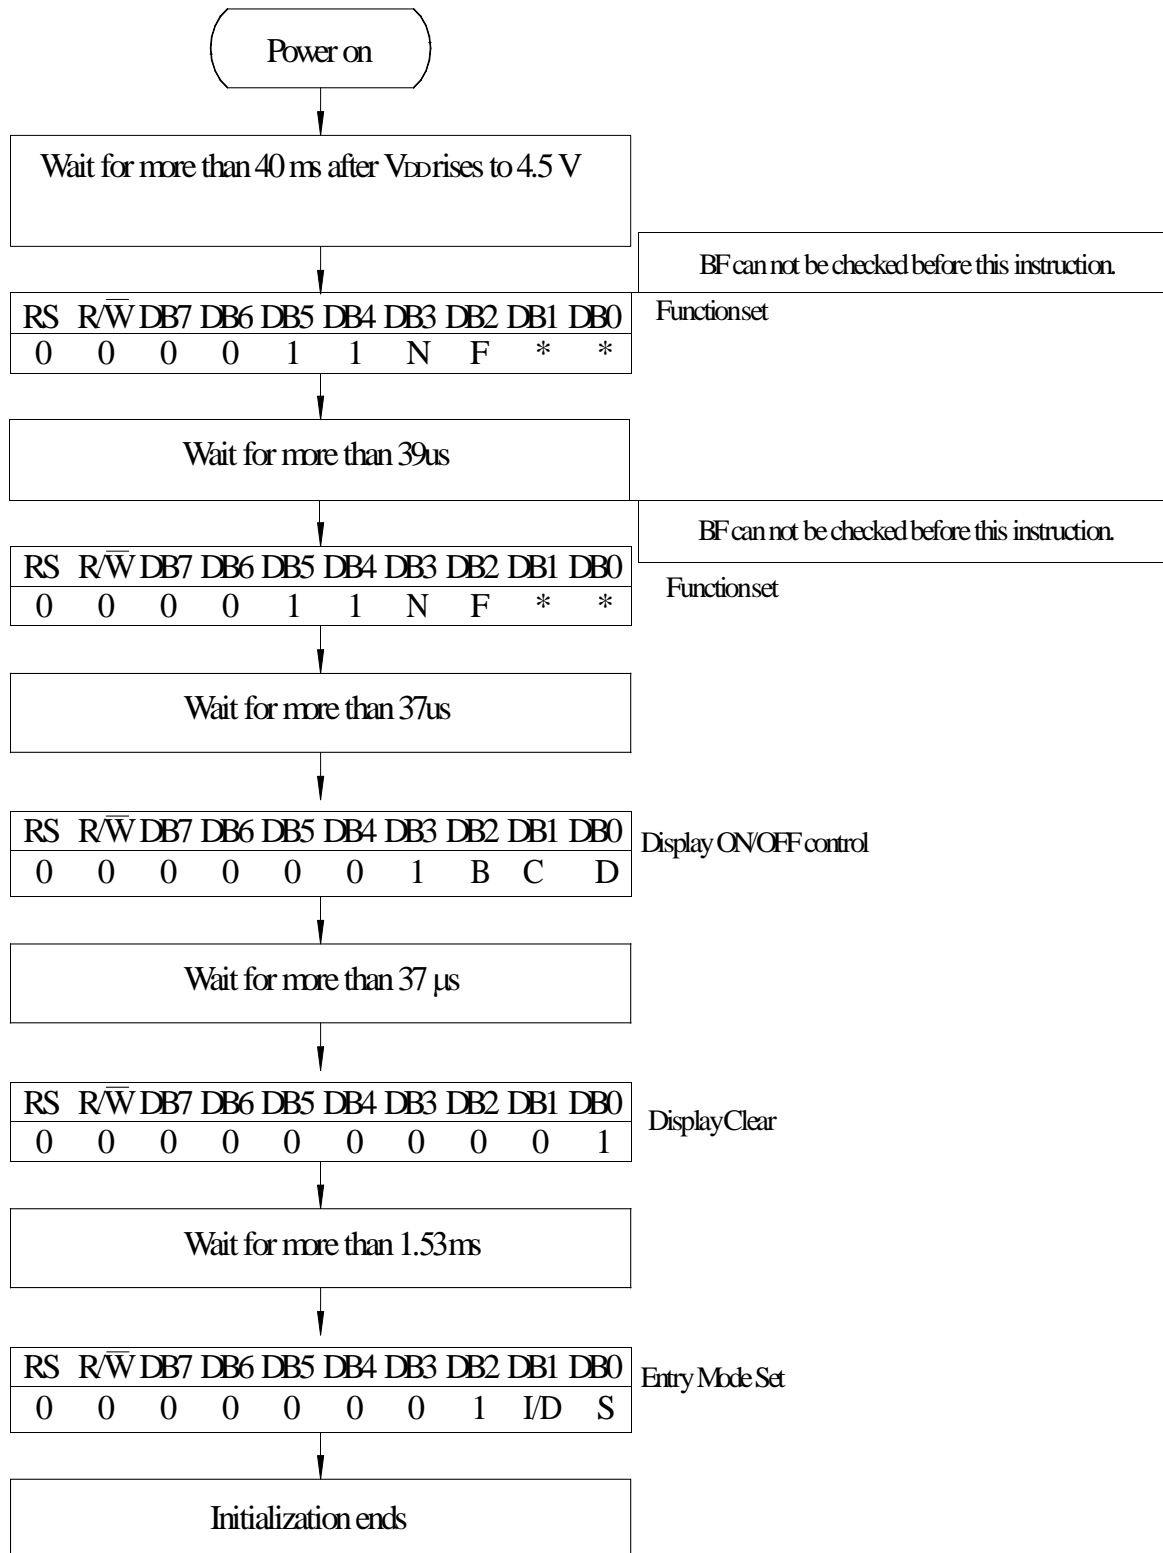 Power on
Wait for more than 40 ms after VDD rises to 4.5 V
BF can not be checked before this instruction.
RS R/W̅ DB7 DB6 DB5 DB4 DB3 DB2 DB1 DB0
Function set
0 0 0 0 1 1 N F * *
Wait for more than 39us
BF can not be checked before this instruction.
RS R/W̅ DB7 DB6 DB5 DB4 DB3 DB2 DB1 DB0
Function set
0 0 0 0 1 1 N F * *
Wait for more than 37us
RS R/W̅ DB7 DB6 DB5 DB4 DB3 DB2 DB1 DB0
Display ON/OFF control
0 0 0 0 0 0 1 B C D
Wait for more than 37 μs
RS R/W̅ DB7 DB6 DB5 DB4 DB3 DB2 DB1 DB0
Display Clear
0 0 0 0 0 0 0 0 0 1
Wait for more than 1.53ms
RS R/W̅ DB7 DB6 DB5 DB4 DB3 DB2 DB1 DB0
Entry Mode Set
0 0 0 0 0 0 0 1 I/D S
Initialization ends